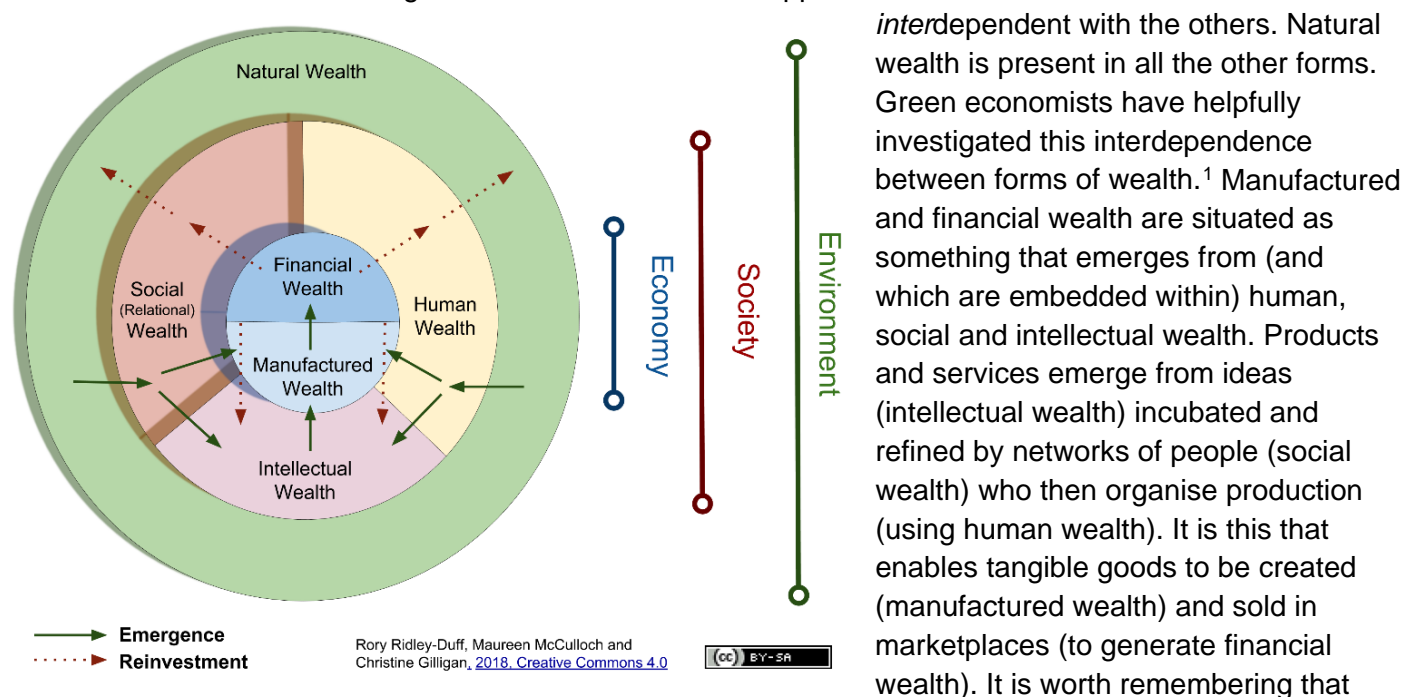 Natural Wealth
Financial
Wealth
Social
(Relational)
Wealth
Human
Wealth
Manufactured
Wealth
Intellectual
Wealth
Economy
Society
Environment
Emergence
Reinvestment
Rory Ridley-Duff, Maureen McCulloch and
Christine Gilligan, 2018. Creative Commons 4.0
(cc) BY-SA
interdependent with the others. Natural
wealth is present in all the other forms.
Green economists have helpfully
investigated this interdependence
between forms of wealth.¹ Manufactured
and financial wealth are situated as
something that emerges from (and
which are embedded within) human,
social and intellectual wealth. Products
and services emerge from ideas
(intellectual wealth) incubated and
refined by networks of people (social
wealth) who then organise production
(using human wealth). It is this that
enables tangible goods to be created
(manufactured wealth) and sold in
marketplaces (to generate financial
wealth). It is worth remembering that